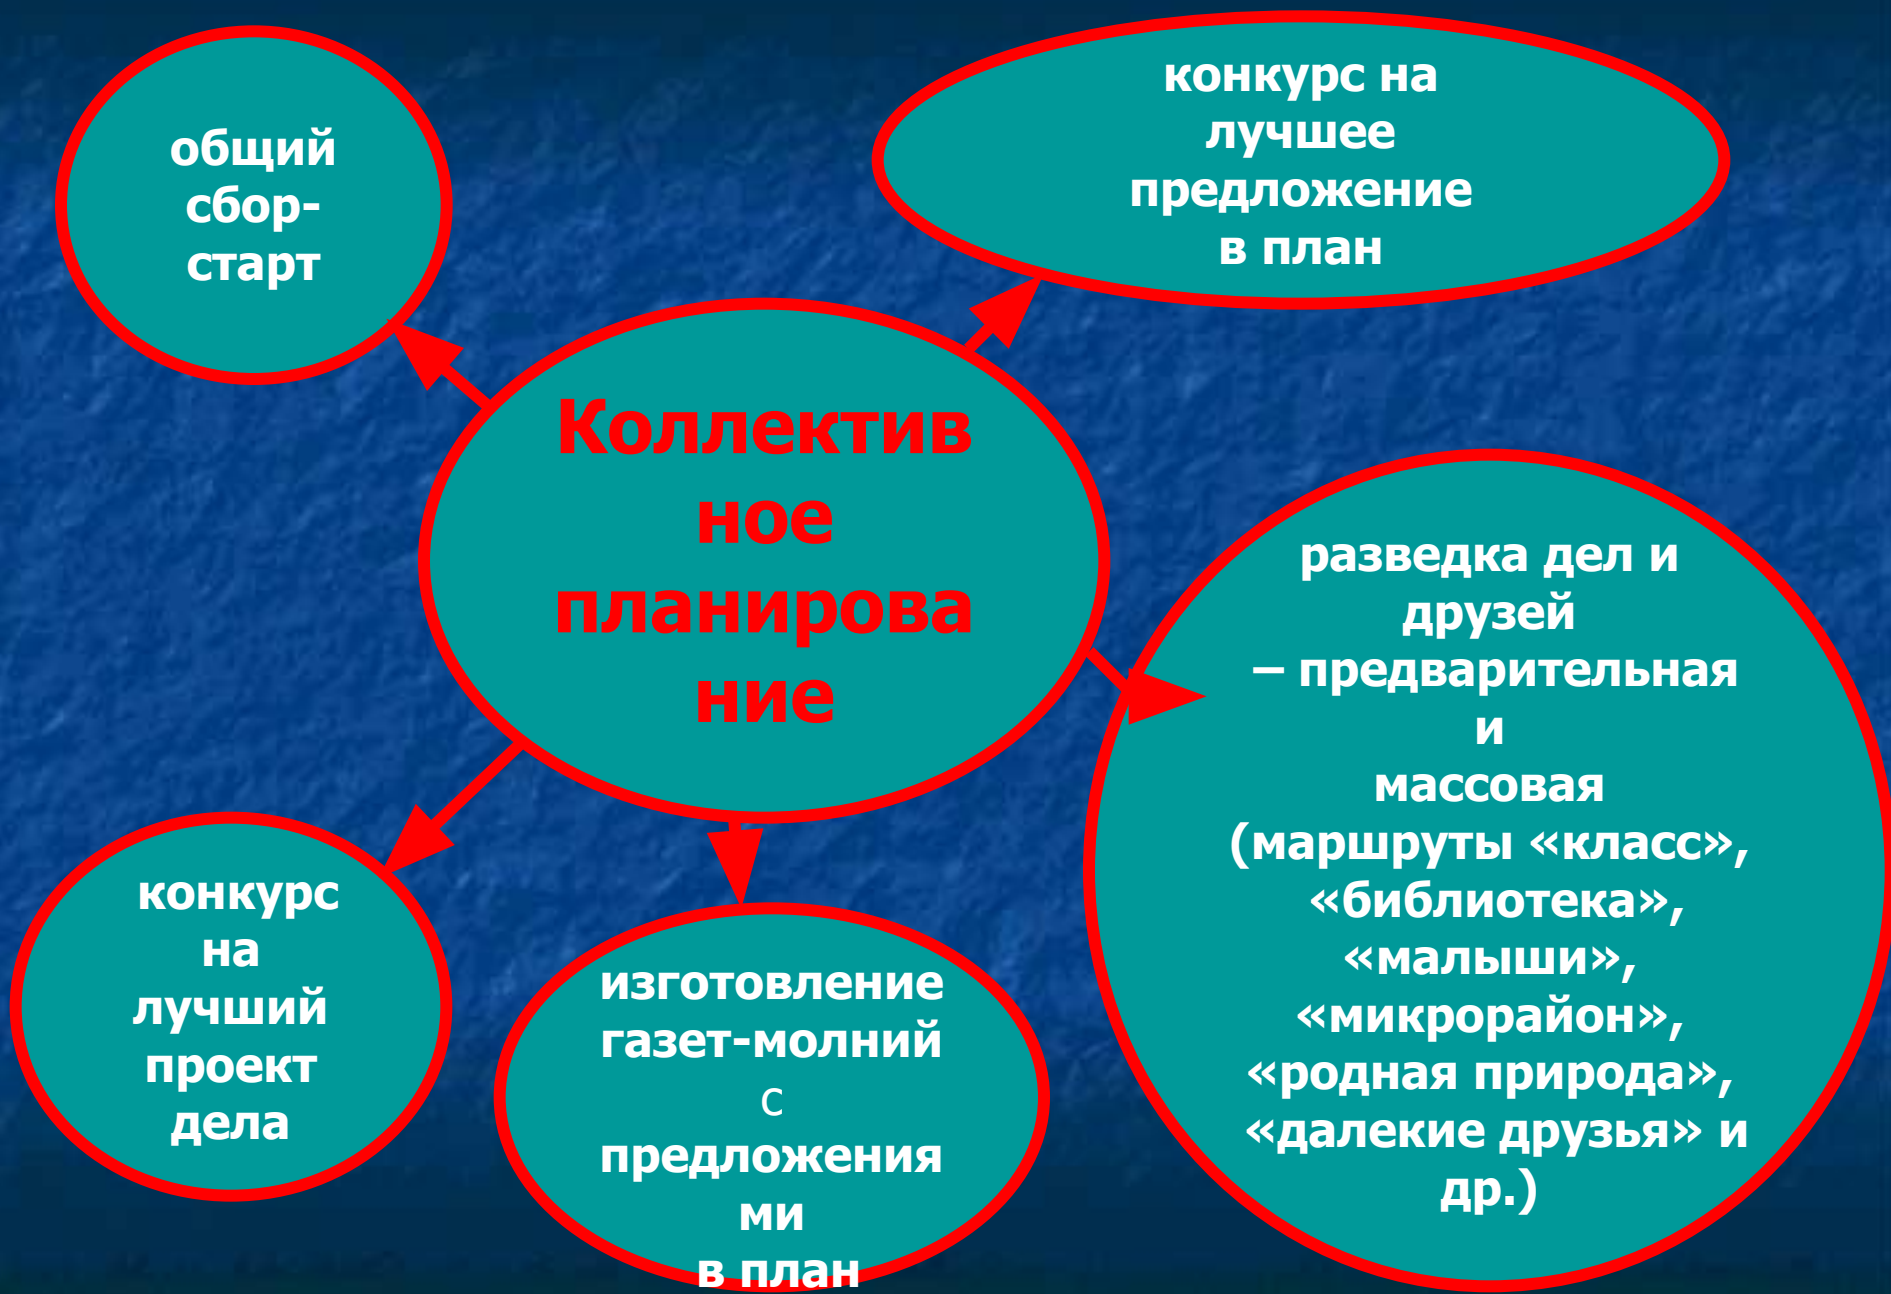 общий
сбор-
старт
конкурс на
лучшее
предложение
в план
Коллектив
ное
планирова
ние
разведка дел и
друзей
– предварительная
и
массовая
(маршруты «класс»,
«библиотека»,
«малыши»,
«микрорайон»,
«родная природа»,
«далекие друзья» и
др.)
конкурс
на
лучший
проект
дела
изготовление
газет-молний
с
предложения
ми
в план